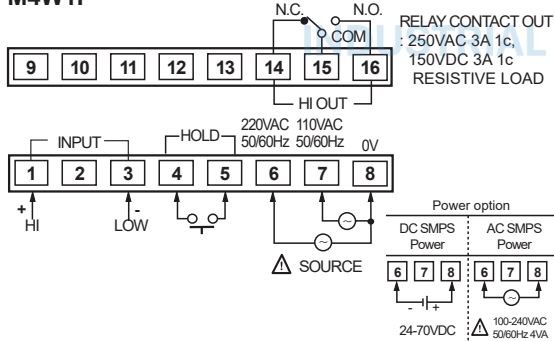 N.C.
N.O.
COM
RELAY CONTACT OUT
: 250VAC 3A 1c,
150VDC 3A 1c
RESISTIVE LOAD
INDUSTRIAL
9 10 11 12 13 14 15 16
HI OUT
INPUT
HOLD
220VAC 110VAC
50/60Hz 50/60Hz
0V
1 2 3 4 5 6 7 8
+ -
HI LOW
SOURCE
Power option
DC SMPS
Power
AC SMPS
Power
6 7 8
6 7 8
- +
24-70VDC
100-240VAC
50/60Hz 4VA